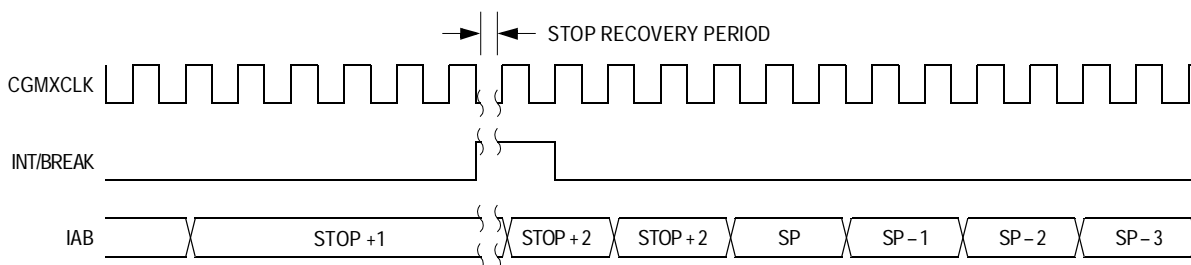 STOP RECOVERY PERIOD
CGMXCLK
INT/BREAK
IAB STOP +1 STOP + 2 STOP + 2 SP SP – 1 SP – 2 SP – 3